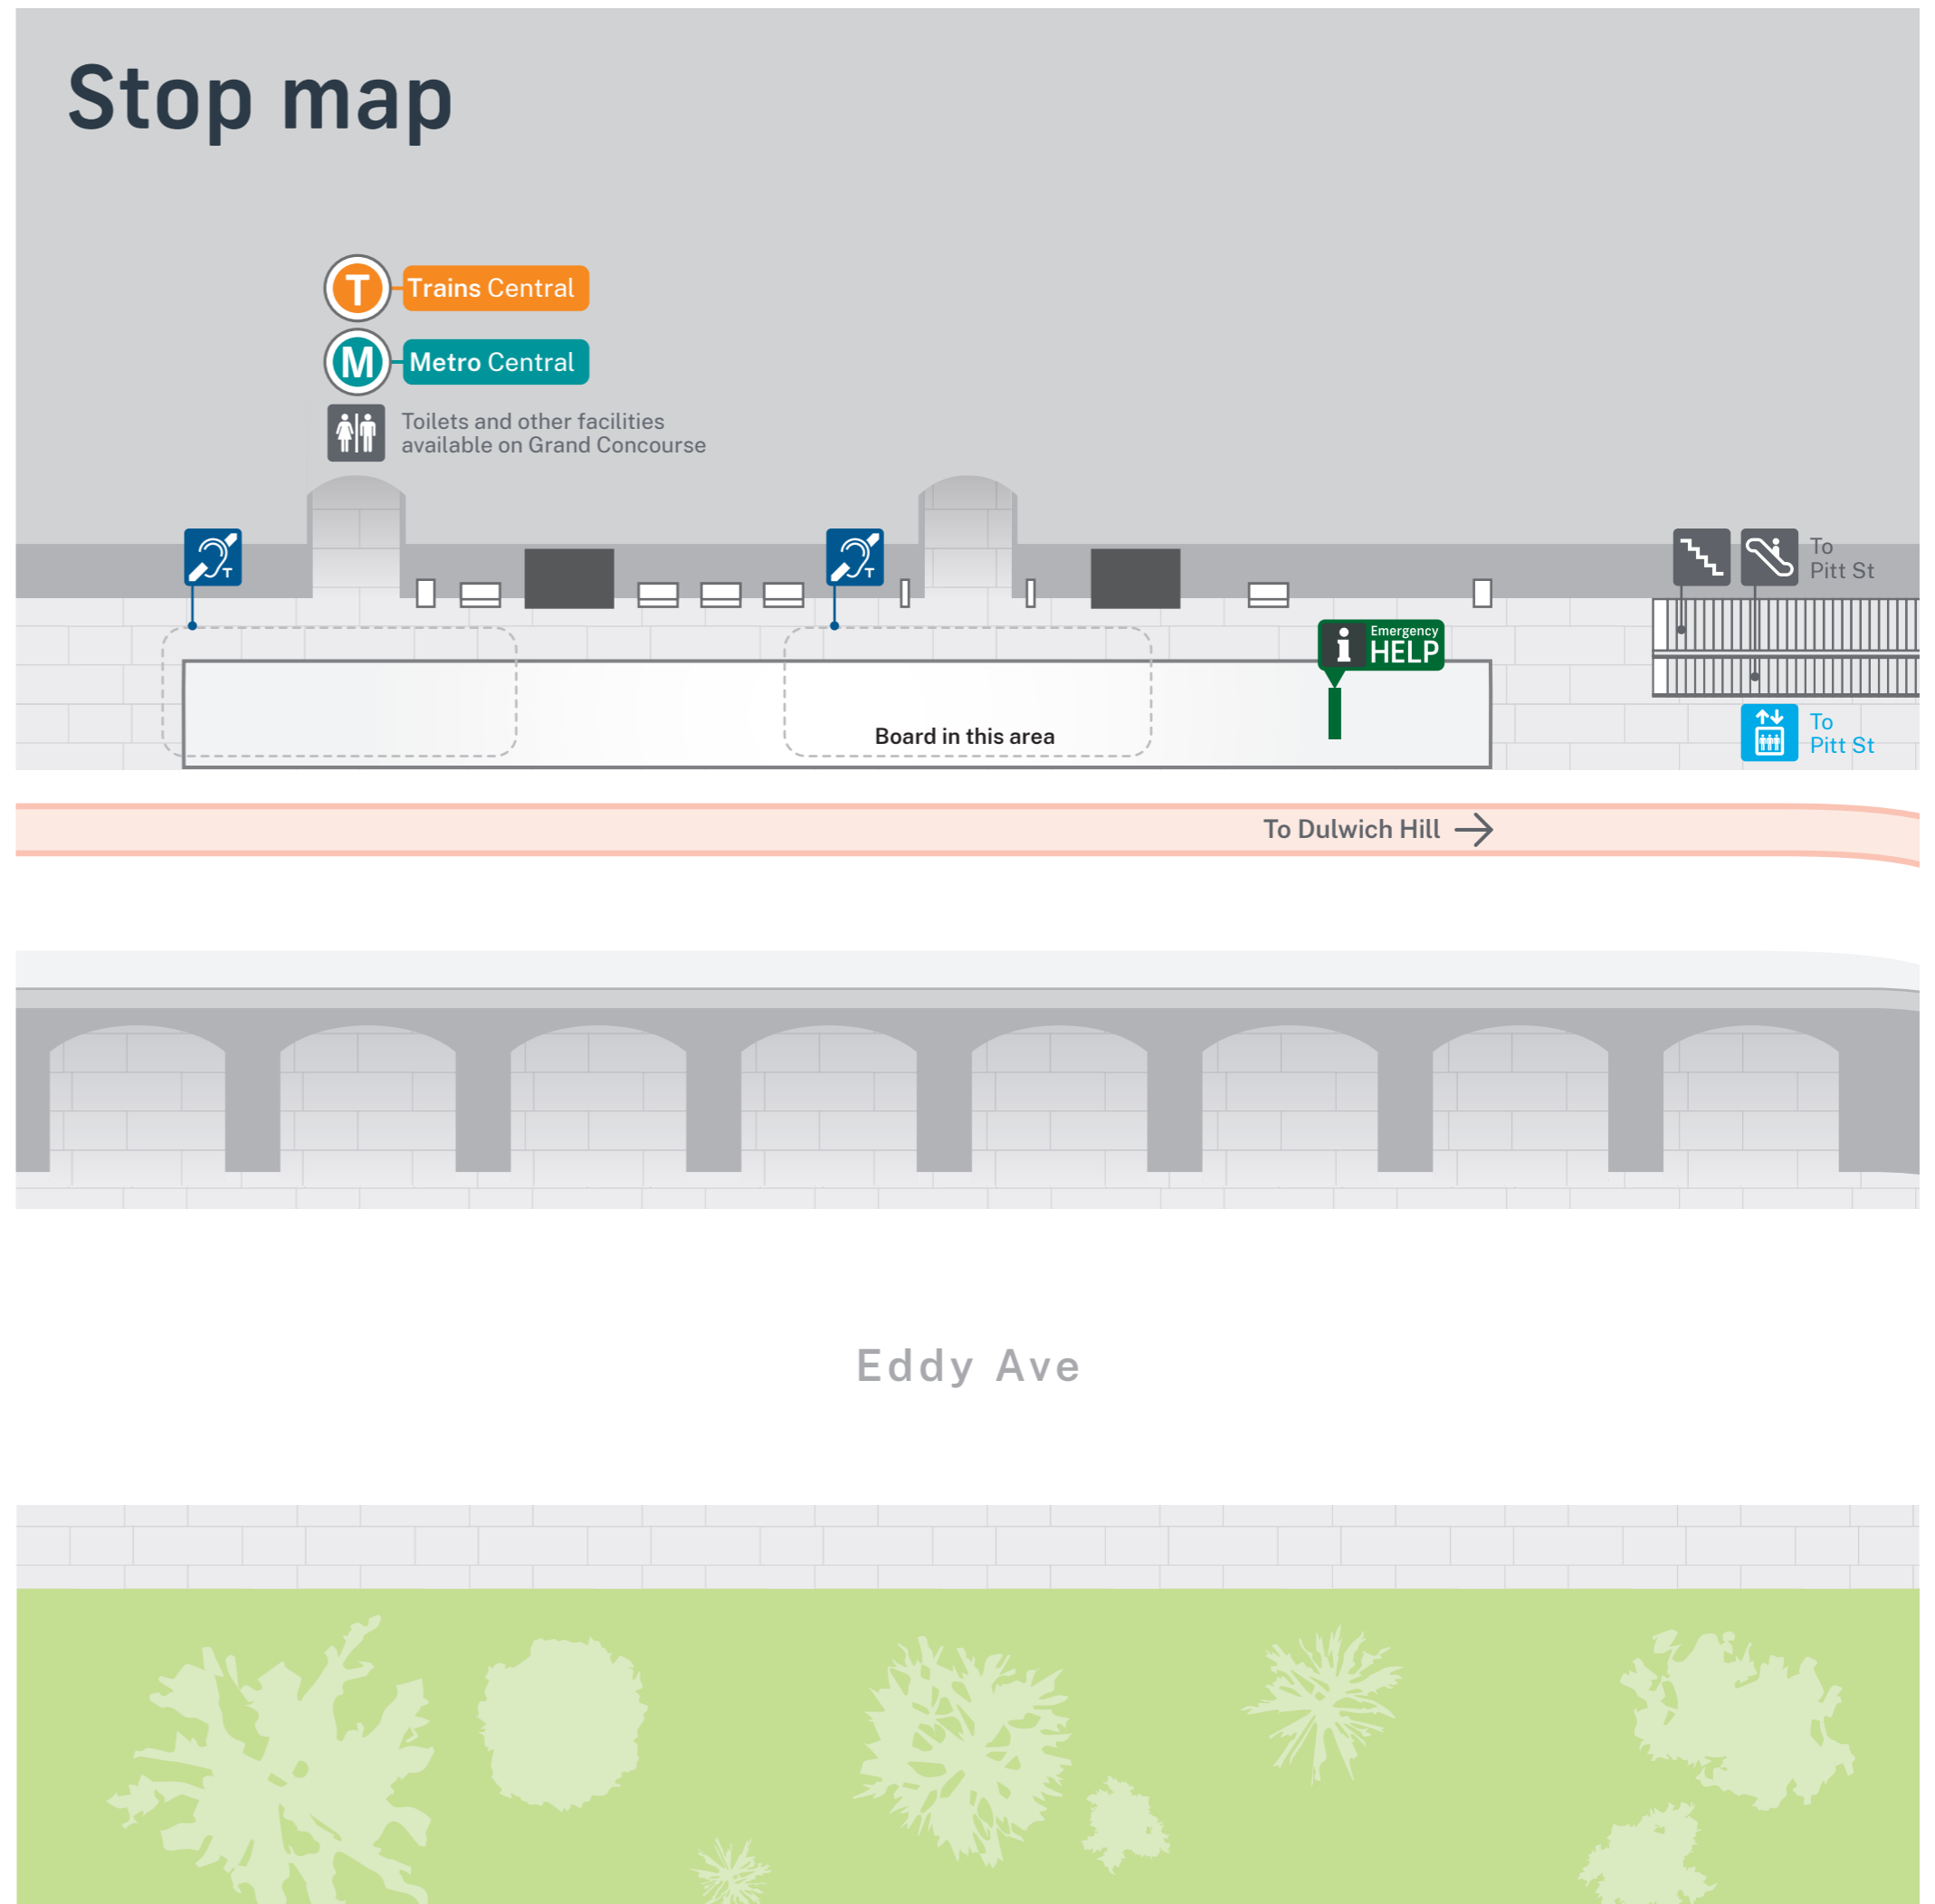 Stop map
T Trains Central
M Metro Central
Toilets and other facilities
available on Grand Concourse
T
T
To
Pitt St
i Emergency
HELP
Board in this area
To
Pitt St
To Dulwich Hill →
Eddy Ave